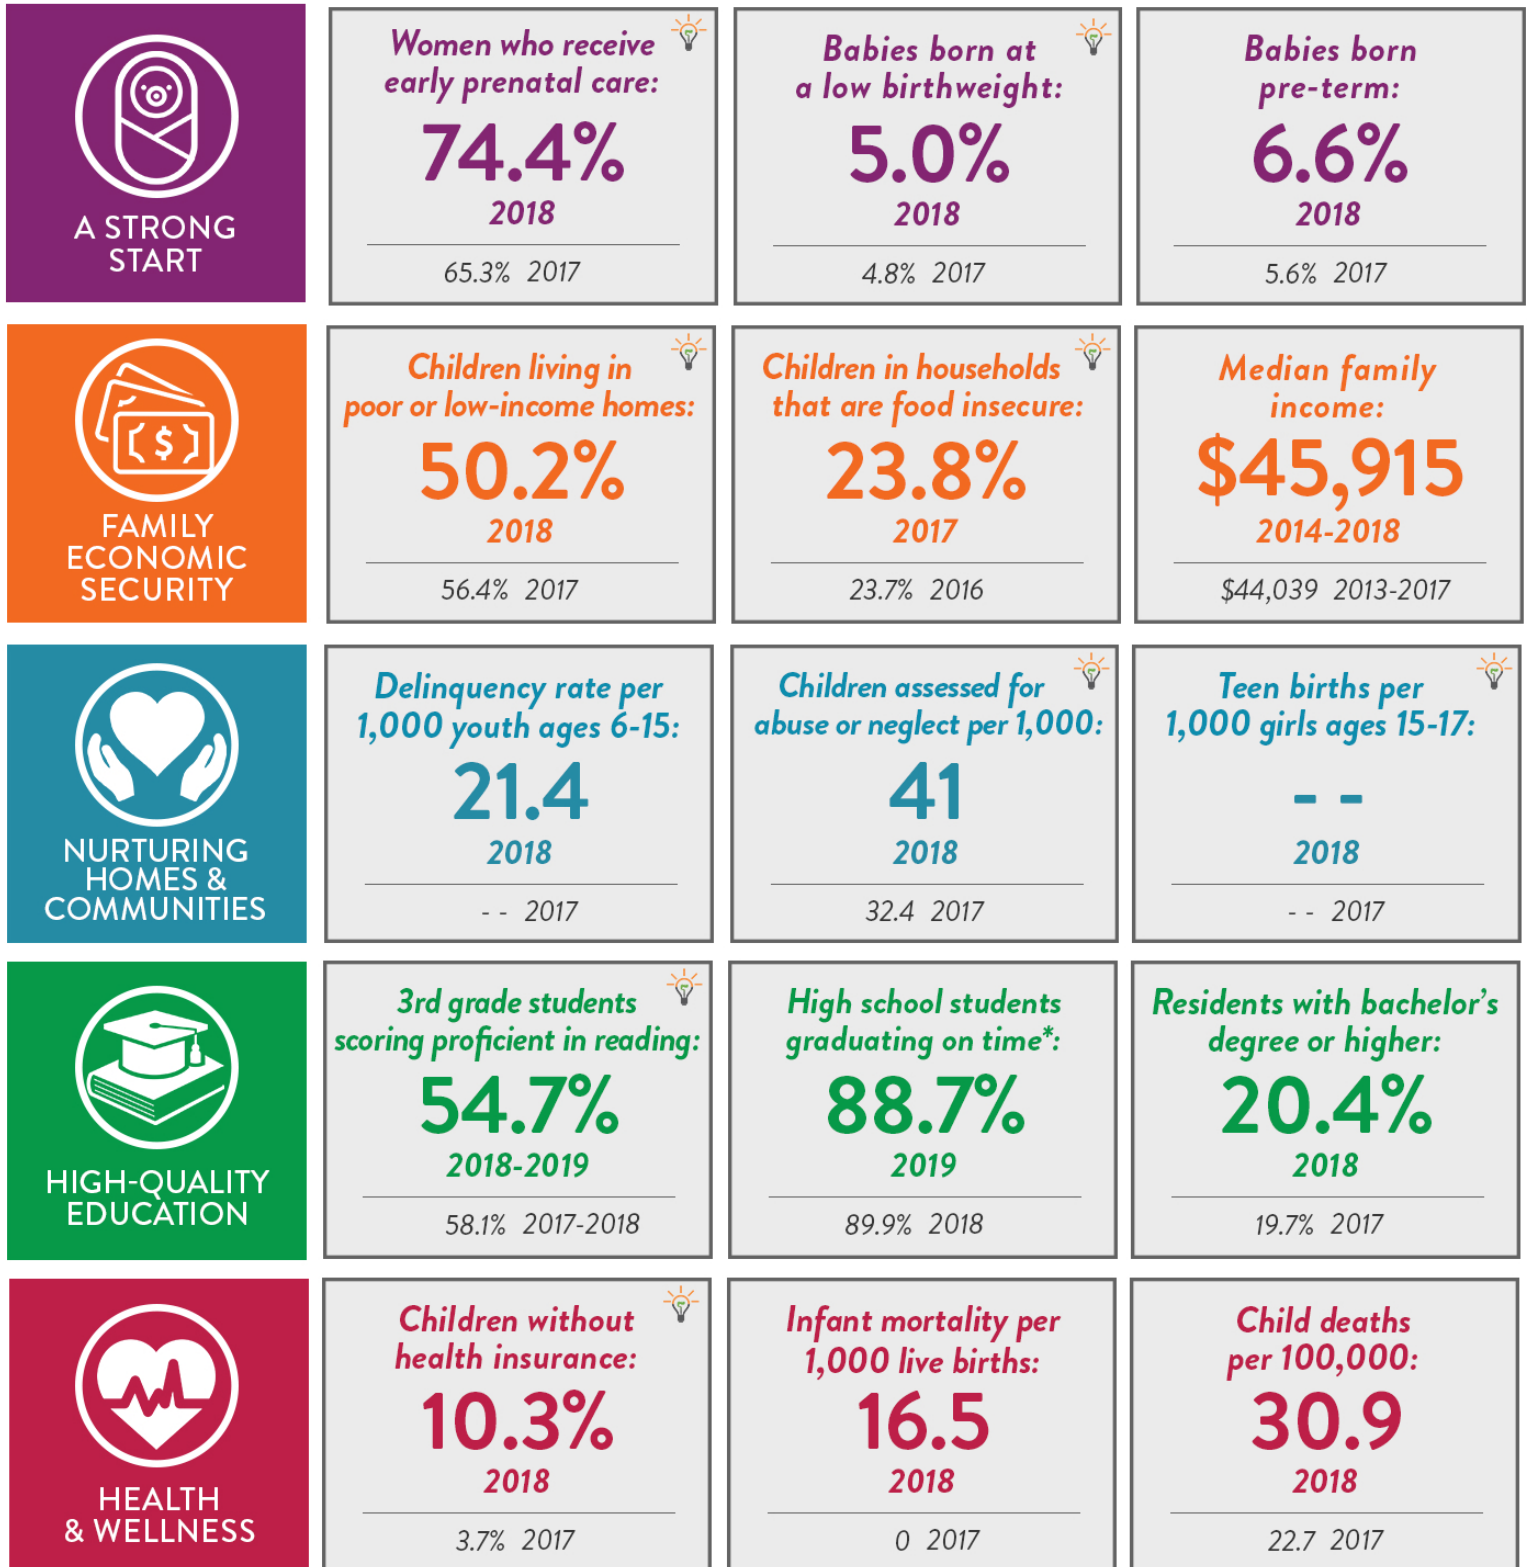 A STRONG
START
Women who receive
early prenatal care:
74.4%
2018
65.3% 2017
Babies born at
a low birthweight:
5.0%
2018
4.8% 2017
Babies born
pre-term:
6.6%
2018
5.6% 2017
FAMILY
ECONOMIC
SECURITY
Children living in
poor or low-income homes:
50.2%
2018
56.4% 2017
Children in households
that are food insecure:
23.8%
2017
23.7% 2016
Median family
income:
$45,915
2014-2018
$44,039 2013-2017
NURTURING
HOMES &
COMMUNITIES
Delinquency rate per
1,000 youth ages 6-15:
21.4
2018
- - 2017
Children assessed for
abuse or neglect per 1,000:
41
2018
32.4 2017
Teen births per
1,000 girls ages 15-17:
- -
2018
- - 2017
HIGH-QUALITY
EDUCATION
3rd grade students
scoring proficient in reading:
54.7%
2018-2019
58.1% 2017-2018
High school students
graduating on time*:
88.7%
2019
89.9% 2018
Residents with bachelor's
degree or higher:
20.4%
2018
19.7% 2017
HEALTH
& WELLNESS
Children without
health insurance:
10.3%
2018
3.7% 2017
Infant mortality per
1,000 live births:
16.5
2018
0 2017
Child deaths
per 100,000:
30.9
2018
22.7 2017